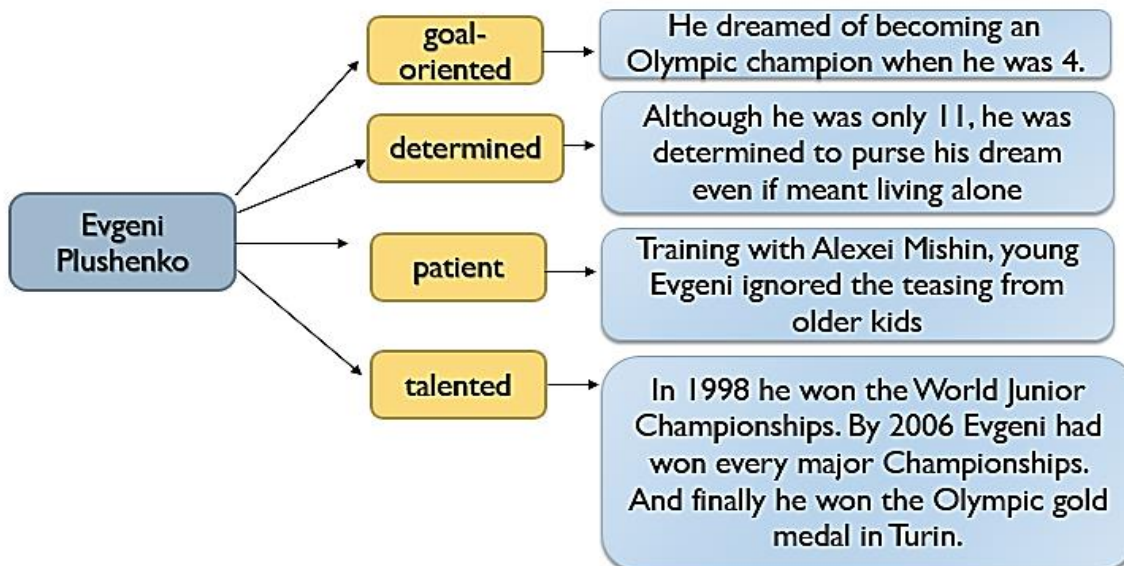 Evgeni
Plushenko
goal-
oriented
He dreamed of becoming an
Olympic champion when he was 4.
determined
Although he was only 11, he was
determined to purse his dream
even if meant living alone
patient
Training with Alexei Mishin, young
Evgeni ignored the teasing from
older kids
talented
In 1998 he won the World Junior
Championships. By 2006 Evgeni had
won every major Championships.
And finally he won the Olympic gold
medal in Turin.